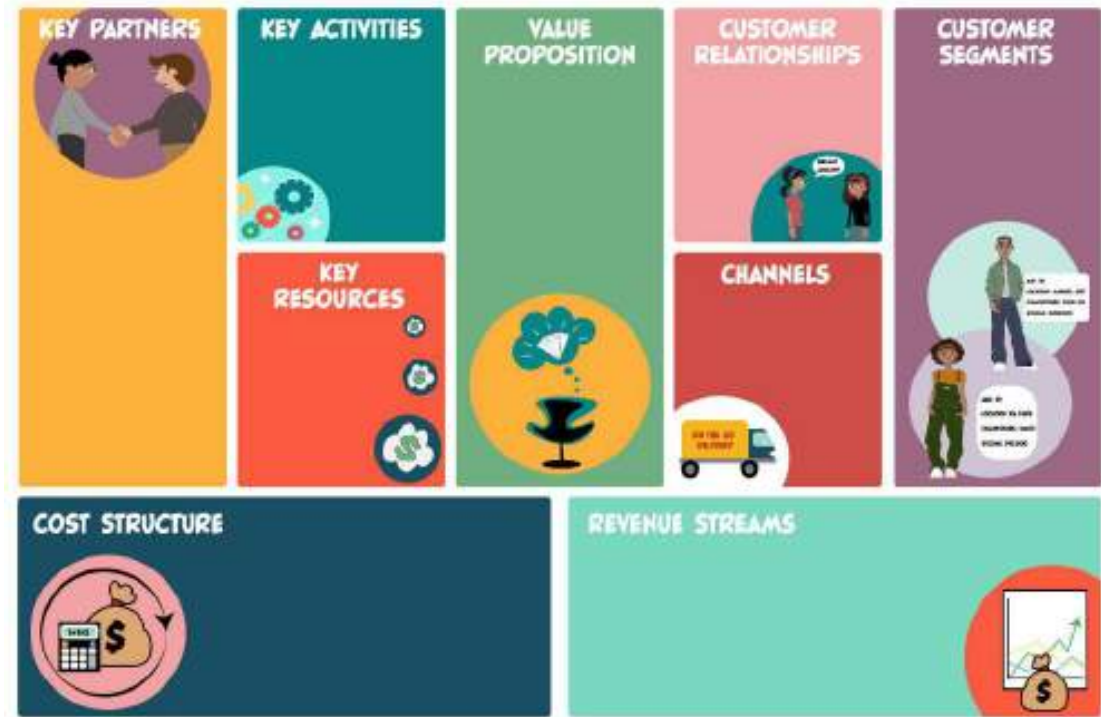 KEY PARTNERS
KEY ACTIVITIES
VALUE
PROPOSITION
CUSTOMER
RELATIONSHIPS
CUSTOMER
SEGMENTS
KEY
RESOURCES
CHANNELS
COST STRUCTURE
REVENUE STREAMS
$
$
$